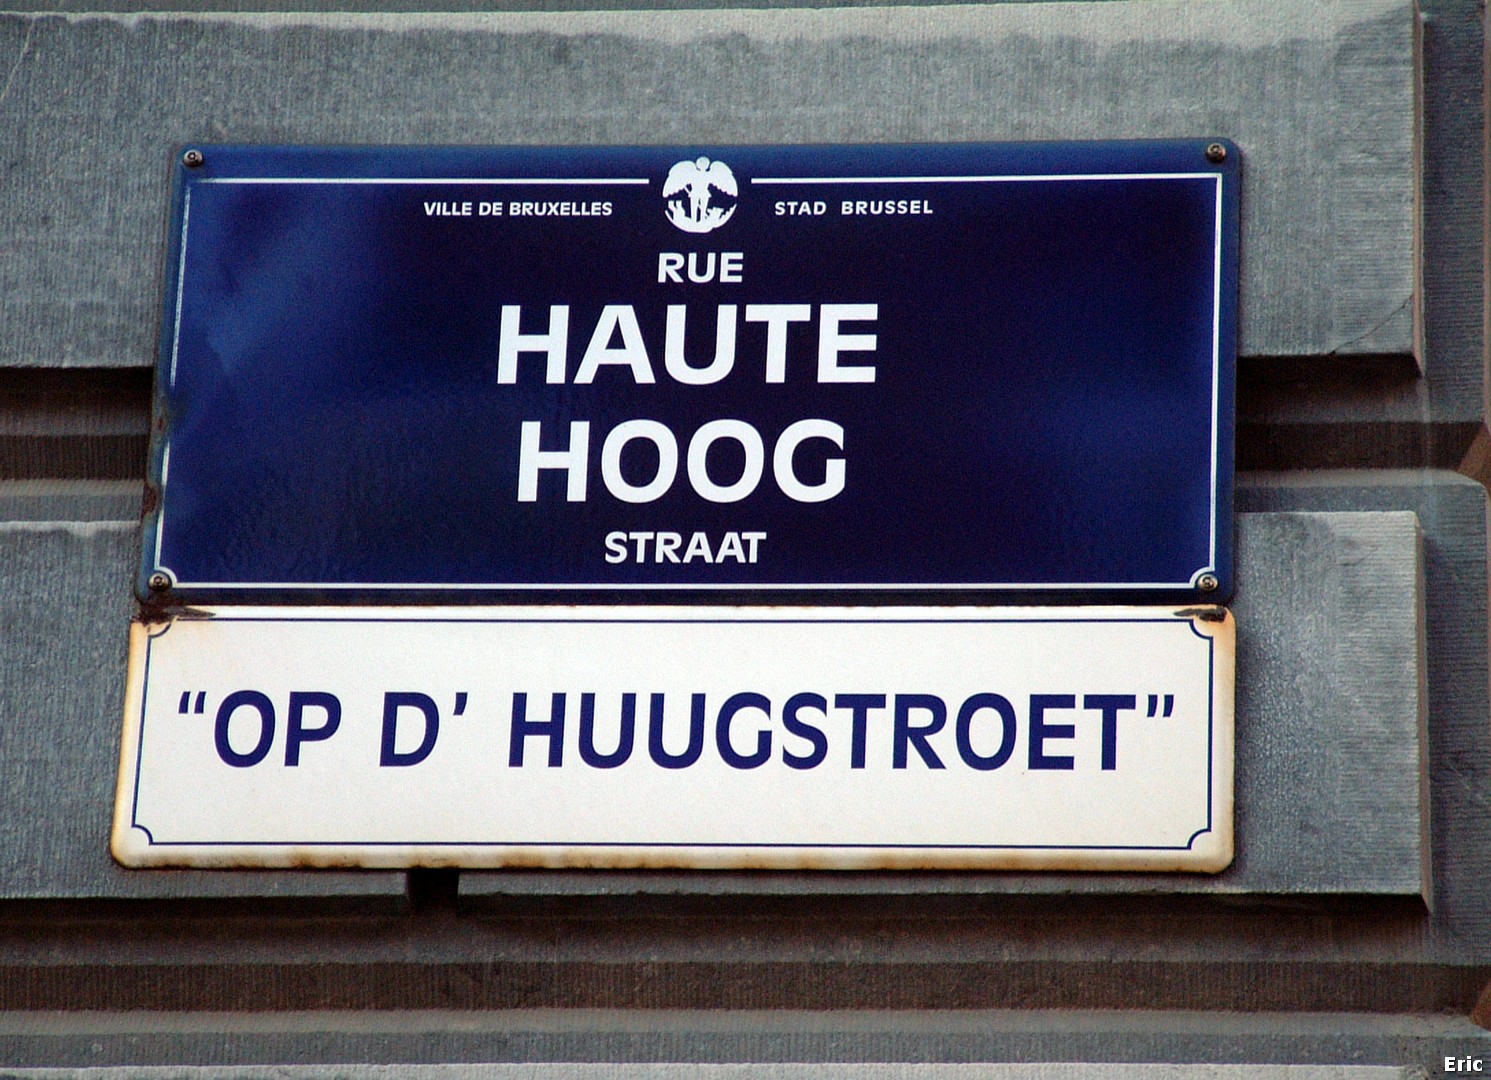 VILLE DE BRUXELLES STAD BRUSSEL
RUE
HAUTE
HOOG
STRAAT
“OP D’ HUUGSTROET”
Eric